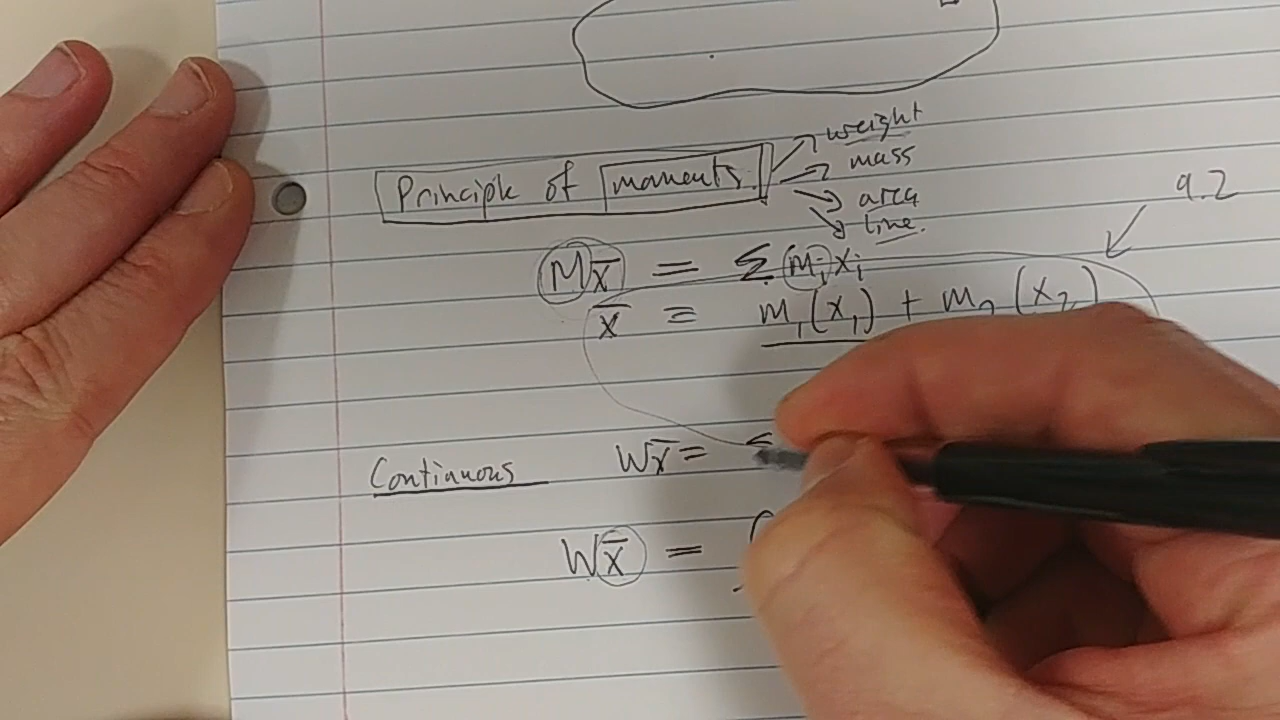 weight
Principle of moments. mass
area
line.
9.2
Mx̄ = Σ mᵢxᵢ
x̄ = m₁(x₁) + m₂(x₂)
Continuous Wx̄ =
Wx̄ = ∫